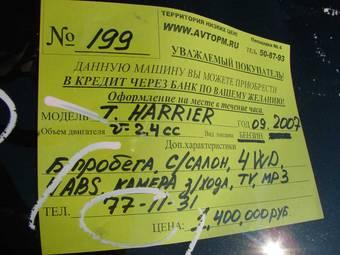 ТЕРРИТОРИЯ НИЗКИХ ЦЕН!
WWW.AVTOPM.RU
ТЕЛ. 50-67-93
№ 199
УВАЖАЕМЫЙ ПОКУПАТЕЛЬ!
ДАННУЮ МАШИНУ ВЫ МОЖЕТЕ ПРИОБРЕСТИ
В КРЕДИТ ЧЕРЕЗ БАНК ПО ВАШЕМУ ЖЕЛАНИЮ!
Оформление на месте в течение часа.
МОДЕЛЬ T. HARRIER ГОД 09.2007
Объем двигателя V-2.4 cc Вид топлива БЕНЗИН
Доп.характеристики
Б/пробега С/САЛОН, 4WD,
ABS, КАМЕРА З/ХОДА, TV, MP3
ТЕЛ. 77-11-31
ЦЕНА: 1,400,000 РУБ.